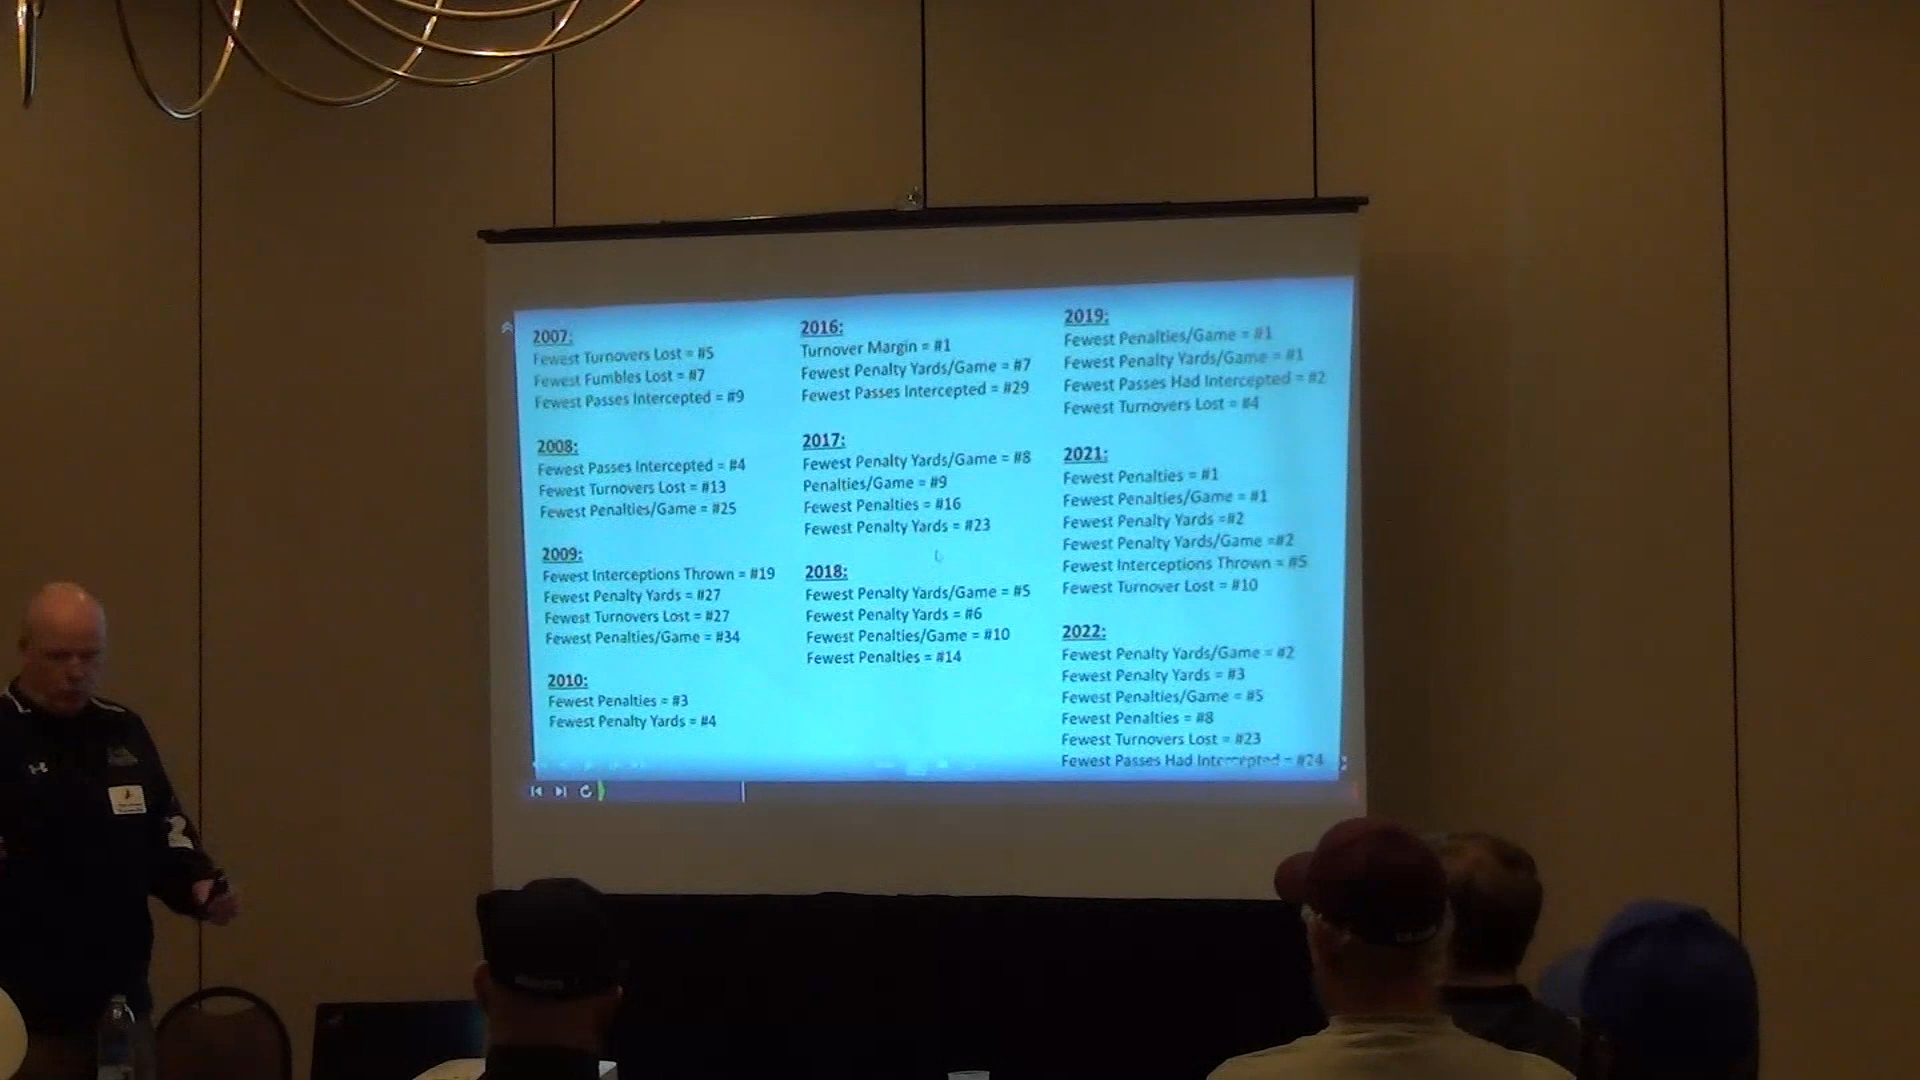 2007:
Fewest Turnovers Lost = #5
Fewest Fumbles Lost = #7
Fewest Passes Intercepted = #9
2008:
Fewest Passes Intercepted = #4
Fewest Turnovers Lost = #13
Fewest Penalties/Game = #25
2009:
Fewest Interceptions Thrown = #19
Fewest Penalty Yards = #27
Fewest Turnovers Lost = #27
Fewest Penalties/Game = #34
2010:
Fewest Penalties = #3
Fewest Penalty Yards = #4
2016:
Turnover Margin = #1
Fewest Penalty Yards/Game = #7
Fewest Passes Intercepted = #29
2017:
Fewest Penalty Yards/Game = #8
Penalties/Game = #9
Fewest Penalties = #16
Fewest Penalty Yards = #23
2018:
Fewest Penalty Yards/Game = #5
Fewest Penalty Yards = #6
Fewest Penalties/Game = #10
Fewest Penalties = #14
2019:
Fewest Penalties/Game = #1
Fewest Penalty Yards/Game = #1
Fewest Passes Had Intercepted = #2
Fewest Turnovers Lost = #4
2021:
Fewest Penalties = #1
Fewest Penalties/Game = #1
Fewest Penalty Yards =#2
Fewest Penalty Yards/Game =#2
Fewest Interceptions Thrown = #5
Fewest Turnover Lost = #10
2022:
Fewest Penalty Yards/Game = #2
Fewest Penalty Yards = #3
Fewest Penalties/Game = #5
Fewest Penalties = #8
Fewest Turnovers Lost = #23
Fewest Passes Had Intercepted = #24